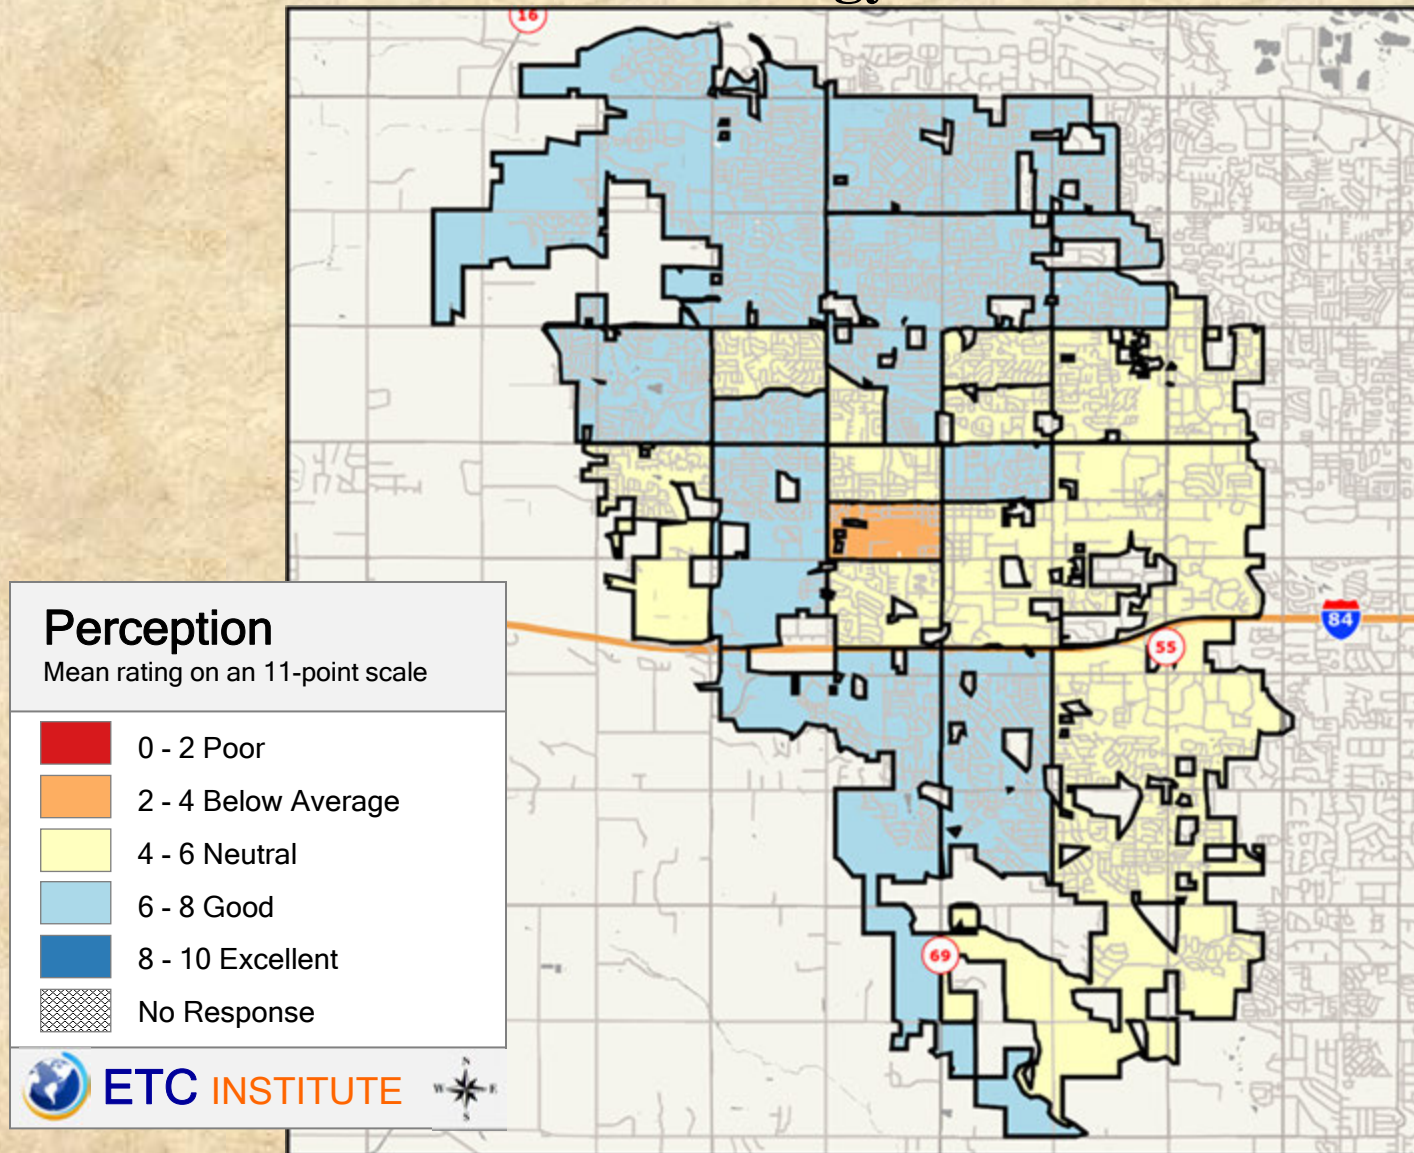 16
84
55
69
Perception
Mean rating on an 11-point scale
0 - 2 Poor
2 - 4 Below Average
4 - 6 Neutral
6 - 8 Good
8 - 10 Excellent
No Response
ETC INSTITUTE
N
W E
S